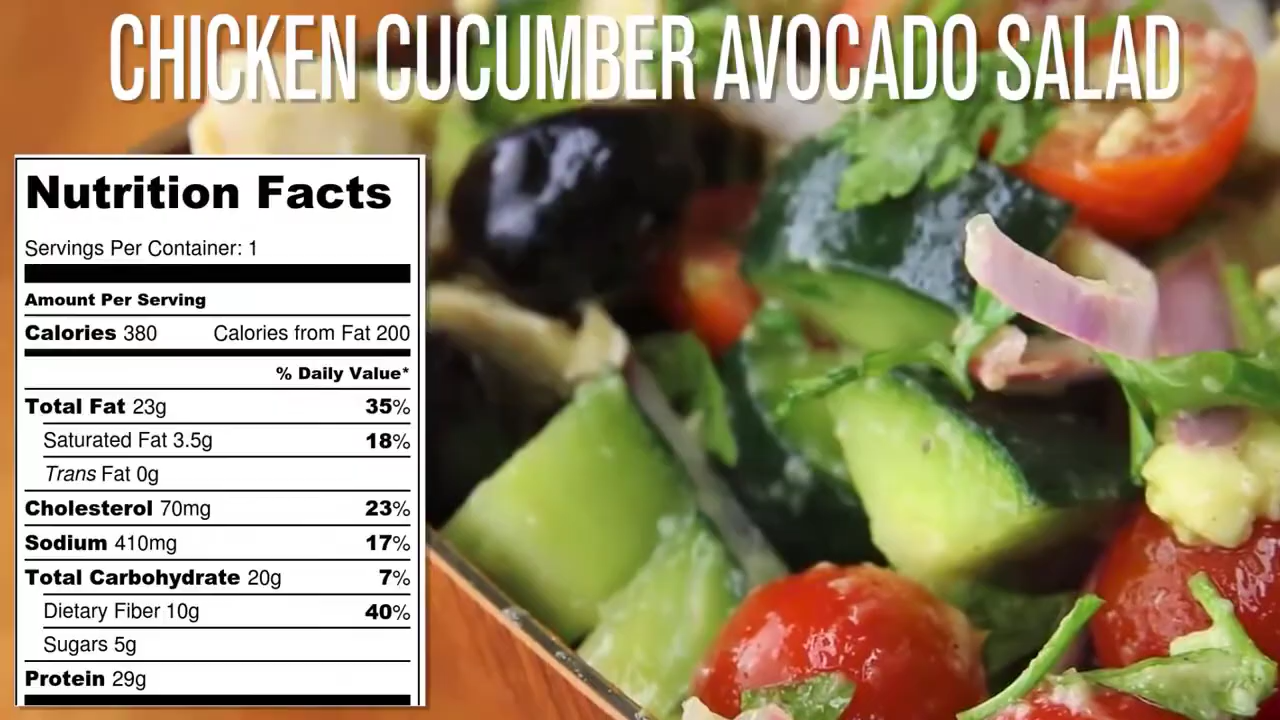 CHICKEN CUCUMBER AVOCADO SALAD
Nutrition Facts
Servings Per Container: 1
Amount Per Serving
Calories 380 Calories from Fat 200
% Daily Value*
Total Fat 23g 35%
Saturated Fat 3.5g 18%
Trans Fat 0g
Cholesterol 70mg 23%
Sodium 410mg 17%
Total Carbohydrate 20g 7%
Dietary Fiber 10g 40%
Sugars 5g
Protein 29g